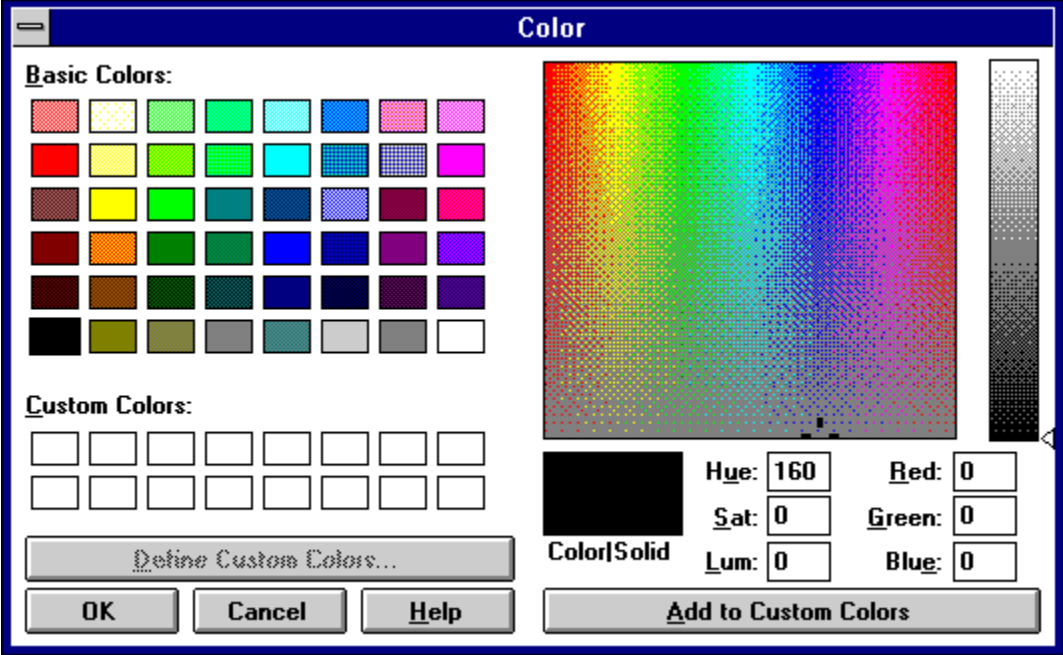 Color
Basic Colors:
Custom Colors:
Define Custom Colors...
OK Cancel Help
Color|Solid
Hue: 160 Red: 0
Sat: 0 Green: 0
Lum: 0 Blue: 0
Add to Custom Colors